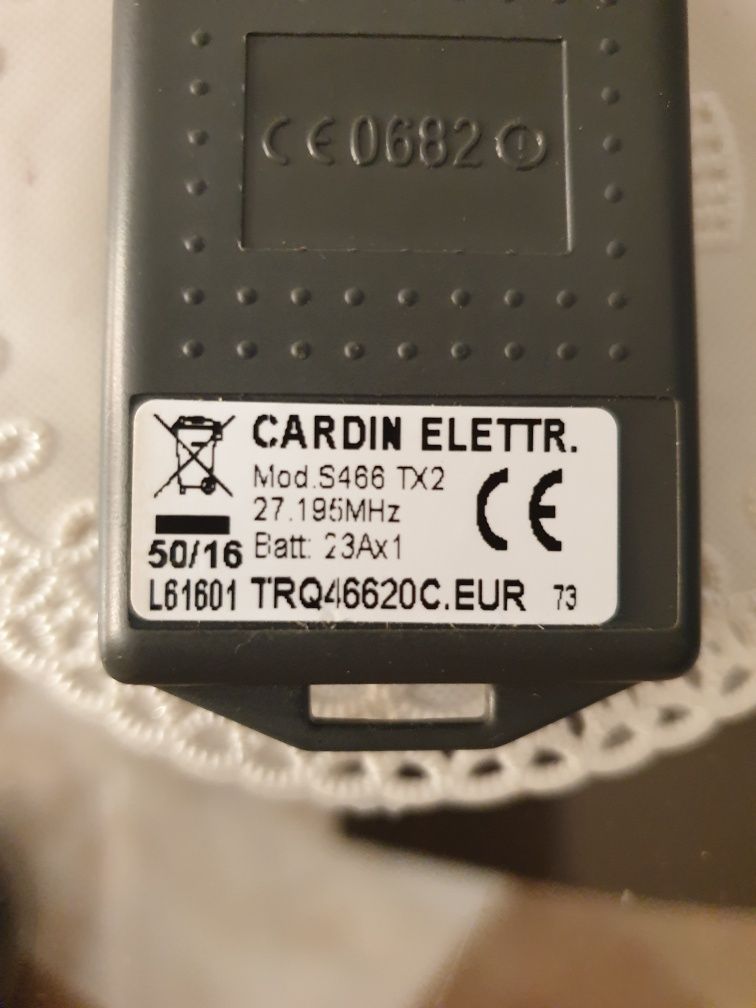 CE0682
CARDIN ELETTR.
Mod.S466 TX2
27.195MHz
CE
50/16 Batt: 23Ax1
L61601 TRQ46620C.EUR 73